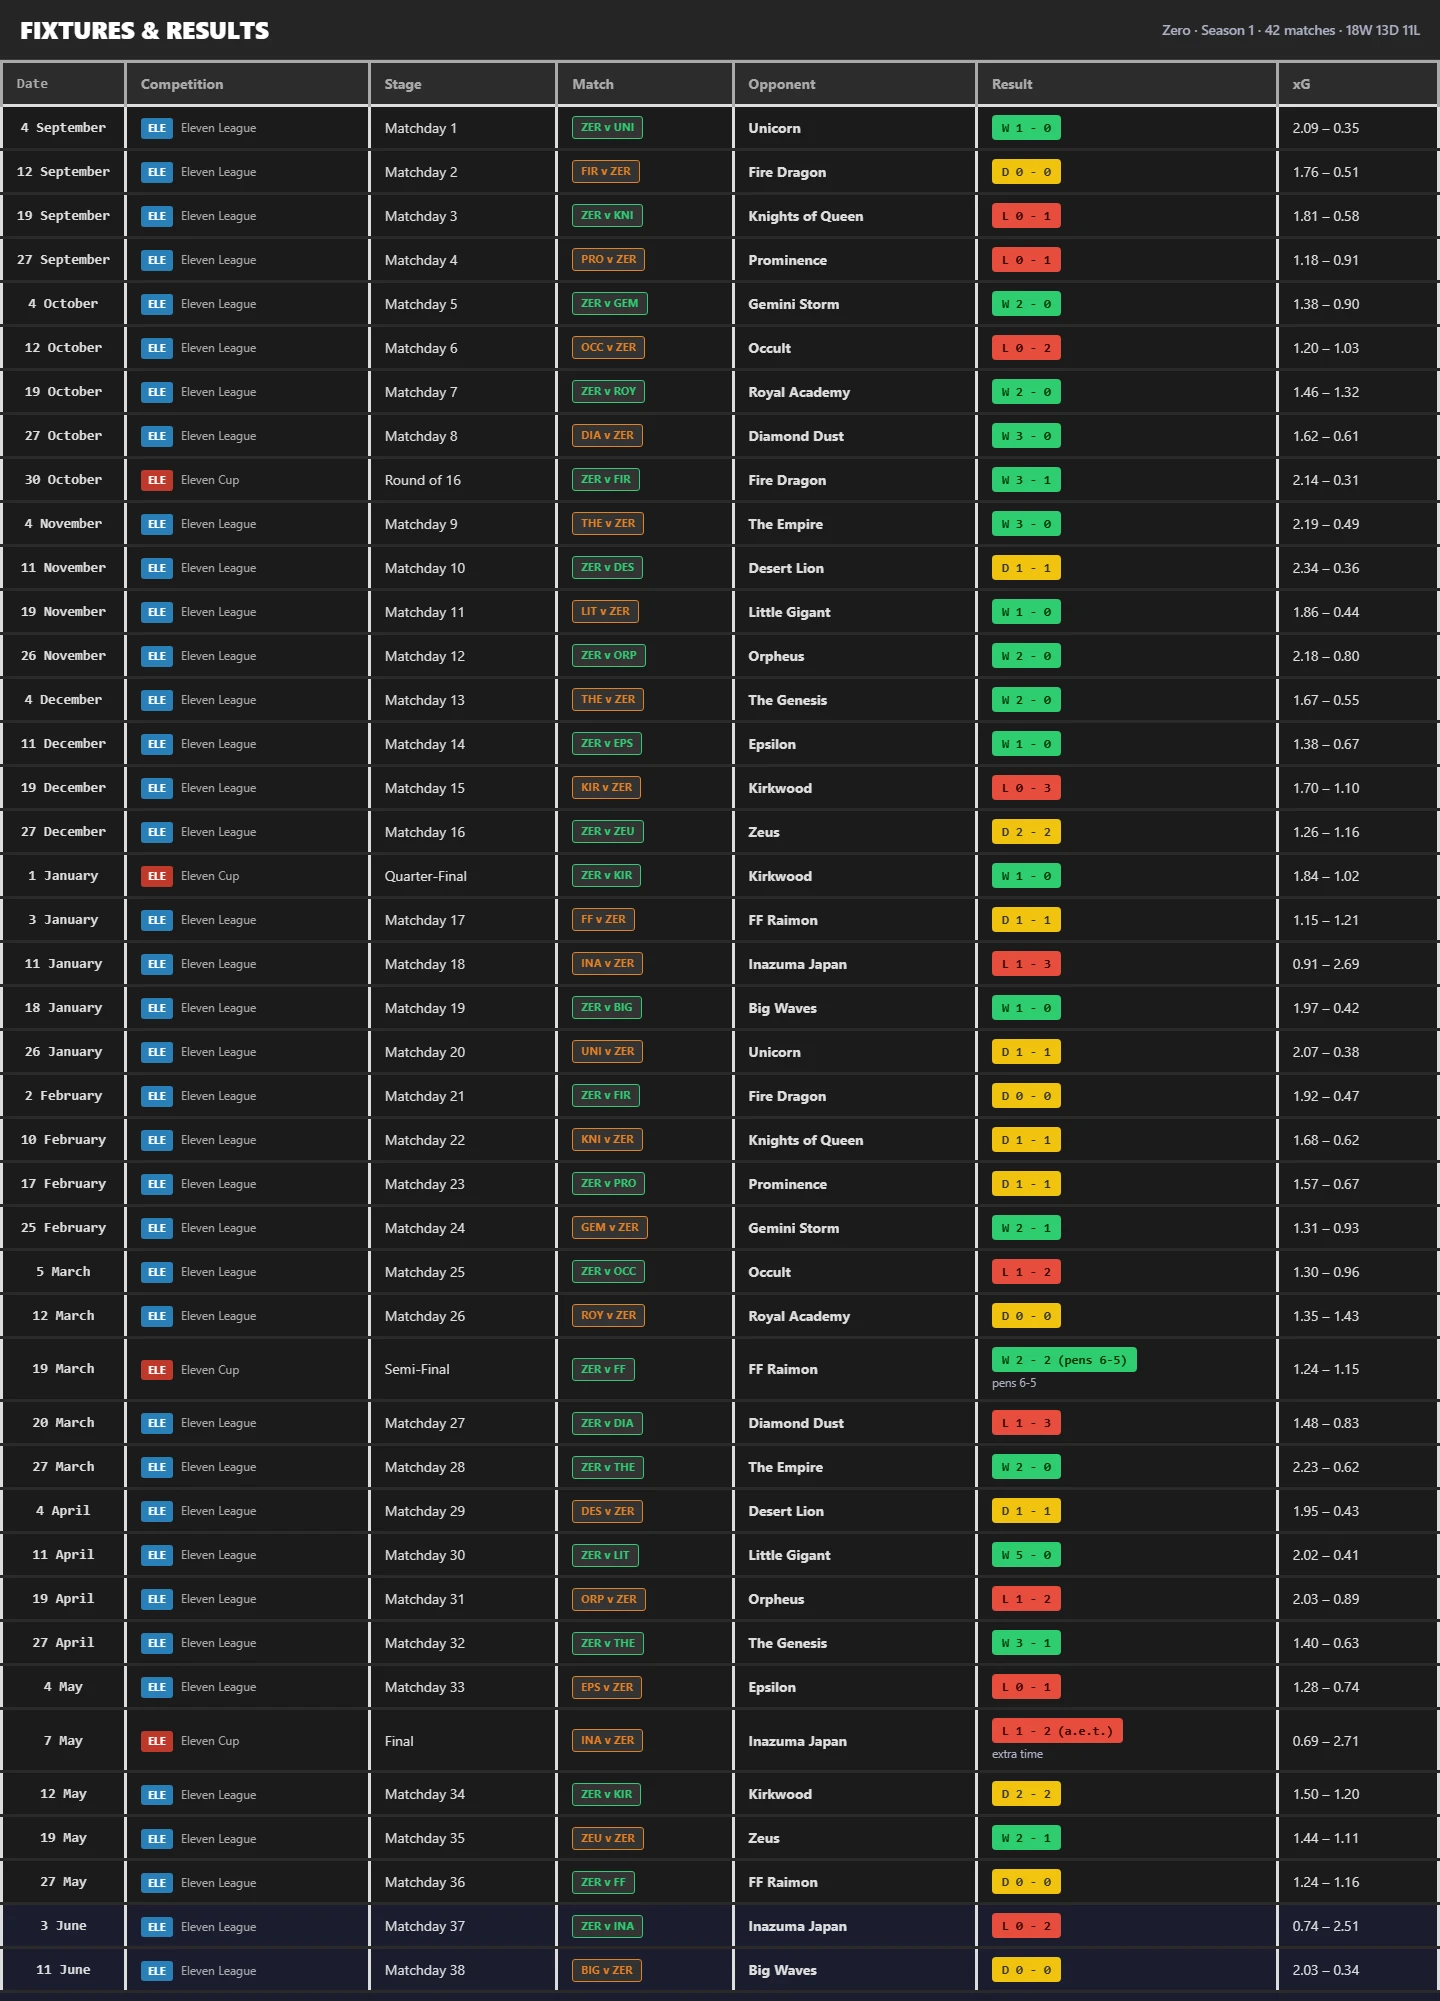 FIXTURES & RESULTS
Zero · Season 1 · 42 matches · 18W 13D 11L
Date Competition Stage Match Opponent Result xG
4 September ELE Eleven League Matchday 1 ZER v UNI Unicorn W 1 - 0 2.09 – 0.35
12 September ELE Eleven League Matchday 2 FIR v ZER Fire Dragon D 0 - 0 1.76 – 0.51
19 September ELE Eleven League Matchday 3 ZER v KNI Knights of Queen L 0 - 1 1.81 – 0.58
27 September ELE Eleven League Matchday 4 PRO v ZER Prominence L 0 - 1 1.18 – 0.91
4 October ELE Eleven League Matchday 5 ZER v GEM Gemini Storm W 2 - 0 1.38 – 0.90
12 October ELE Eleven League Matchday 6 OCC v ZER Occult L 0 - 2 1.20 – 1.03
19 October ELE Eleven League Matchday 7 ZER v ROY Royal Academy W 2 - 0 1.46 – 1.32
27 October ELE Eleven League Matchday 8 DIA v ZER Diamond Dust W 3 - 0 1.62 – 0.61
30 October ELE Eleven Cup Round of 16 ZER v FIR Fire Dragon W 3 - 1 2.14 – 0.31
4 November ELE Eleven League Matchday 9 THE v ZER The Empire W 3 - 0 2.19 – 0.49
11 November ELE Eleven League Matchday 10 ZER v DES Desert Lion D 1 - 1 2.34 – 0.36
19 November ELE Eleven League Matchday 11 LIT v ZER Little Gigant W 1 - 0 1.86 – 0.44
26 November ELE Eleven League Matchday 12 ZER v ORP Orpheus W 2 - 0 2.18 – 0.80
4 December ELE Eleven League Matchday 13 THE v ZER The Genesis W 2 - 0 1.67 – 0.55
11 December ELE Eleven League Matchday 14 ZER v EPS Epsilon W 1 - 0 1.38 – 0.67
19 December ELE Eleven League Matchday 15 KIR v ZER Kirkwood L 0 - 3 1.70 – 1.10
27 December ELE Eleven League Matchday 16 ZER v ZEU Zeus D 2 - 2 1.26 – 1.16
1 January ELE Eleven Cup Quarter-Final ZER v KIR Kirkwood W 1 - 0 1.84 – 1.02
3 January ELE Eleven League Matchday 17 FF v ZER FF Raimon D 1 - 1 1.15 – 1.21
11 January ELE Eleven League Matchday 18 INA v ZER Inazuma Japan L 1 - 3 0.91 – 2.69
18 January ELE Eleven League Matchday 19 ZER v BIG Big Waves W 1 - 0 1.97 – 0.42
26 January ELE Eleven League Matchday 20 UNI v ZER Unicorn D 1 - 1 2.07 – 0.38
2 February ELE Eleven League Matchday 21 ZER v FIR Fire Dragon D 0 - 0 1.92 – 0.47
10 February ELE Eleven League Matchday 22 KNI v ZER Knights of Queen D 1 - 1 1.68 – 0.62
17 February ELE Eleven League Matchday 23 ZER v PRO Prominence D 1 - 1 1.57 – 0.67
25 February ELE Eleven League Matchday 24 GEM v ZER Gemini Storm W 2 - 1 1.31 – 0.93
5 March ELE Eleven League Matchday 25 ZER v OCC Occult L 1 - 2 1.30 – 0.96
12 March ELE Eleven League Matchday 26 ROY v ZER Royal Academy D 0 - 0 1.35 – 1.43
19 March ELE Eleven Cup Semi-Final ZER v FF FF Raimon W 2 - 2 (pens 6-5) 1.24 – 1.15
pens 6-5
20 March ELE Eleven League Matchday 27 ZER v DIA Diamond Dust L 1 - 3 1.48 – 0.83
27 March ELE Eleven League Matchday 28 ZER v THE The Empire W 2 - 0 2.23 – 0.62
4 April ELE Eleven League Matchday 29 DES v ZER Desert Lion D 1 - 1 1.95 – 0.43
11 April ELE Eleven League Matchday 30 ZER v LIT Little Gigant W 5 - 0 2.02 – 0.41
19 April ELE Eleven League Matchday 31 ORP v ZER Orpheus L 1 - 2 2.03 – 0.89
27 April ELE Eleven League Matchday 32 ZER v THE The Genesis W 3 - 1 1.40 – 0.63
4 May ELE Eleven League Matchday 33 EPS v ZER Epsilon L 0 - 1 1.28 – 0.74
7 May ELE Eleven Cup Final INA v ZER Inazuma Japan L 1 - 2 (a.e.t.) 0.69 – 2.71
extra time
12 May ELE Eleven League Matchday 34 ZER v KIR Kirkwood D 2 - 2 1.50 – 1.20
19 May ELE Eleven League Matchday 35 ZEU v ZER Zeus W 2 - 1 1.44 – 1.11
27 May ELE Eleven League Matchday 36 ZER v FF FF Raimon D 0 - 0 1.24 – 1.16
3 June ELE Eleven League Matchday 37 ZER v INA Inazuma Japan L 0 - 2 0.74 – 2.51
11 June ELE Eleven League Matchday 38 BIG v ZER Big Waves D 0 - 0 2.03 – 0.34